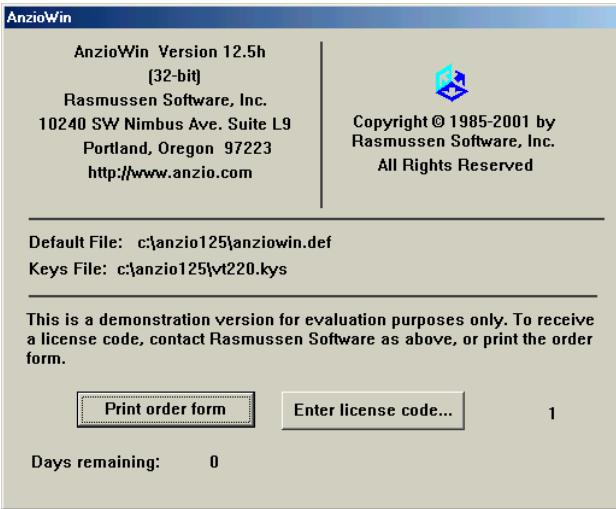 AnzioWin
AnzioWin Version 12.5h
(32-bit)
Rasmussen Software, Inc.
10240 SW Nimbus Ave. Suite L9
Portland, Oregon 97223
http://www.anzio.com
Copyright © 1985-2001 by
Rasmussen Software, Inc.
All Rights Reserved
Default File: c:\anzio125\anziowin.def
Keys File: c:\anzio125\vt220.kys
This is a demonstration version for evaluation purposes only. To receive
a license code, contact Rasmussen Software as above, or print the order
form.
Print order form
Enter license code...
1
Days remaining: 0